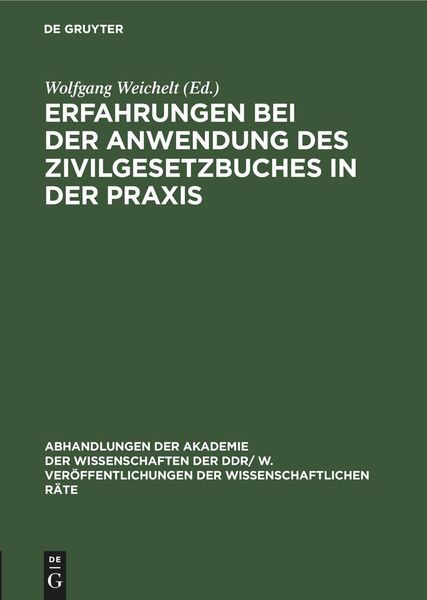 DE GRUYTER
Wolfgang Weichelt (Ed.)
ERFAHRUNGEN BEI
DER ANWENDUNG DES
ZIVILGESETZBUCHES IN
DER PRAXIS
ABHANDLUNGEN DER AKADEMIE
DER WISSENSCHAFTEN DER DDR/ W.
VERÖFFENTLICHUNGEN DER WISSENSCHAFTLICHEN
RÄTE
DE
G